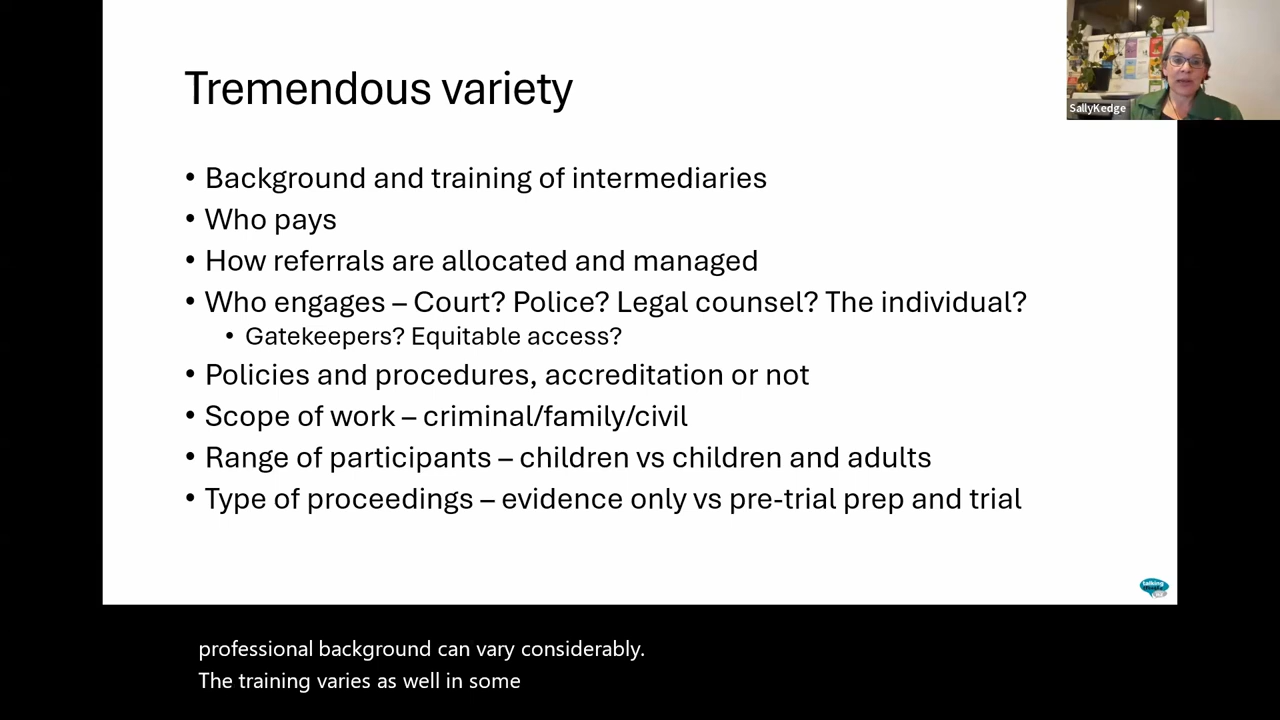 Tremendous variety
SallyKedge
• Background and training of intermediaries
• Who pays
• How referrals are allocated and managed
• Who engages – Court? Police? Legal counsel? The individual?
• Gatekeepers? Equitable access?
• Policies and procedures, accreditation or not
• Scope of work – criminal/family/civil
• Range of participants – children vs children and adults
• Type of proceedings – evidence only vs pre-trial prep and trial
talking
professional background can vary considerably.
The training varies as well in some